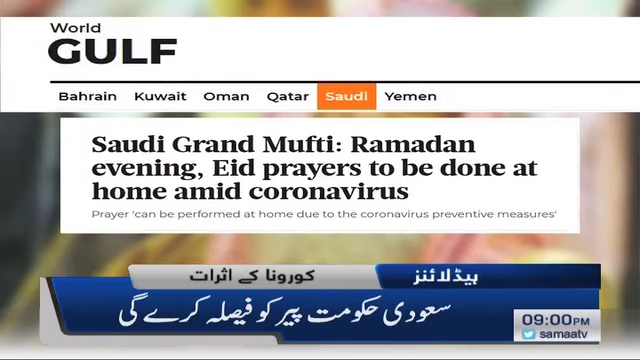 World
GULF
Bahrain Kuwait Oman Qatar Saudi Yemen
Saudi Grand Mufti: Ramadan
evening, Eid prayers to be done at
home amid coronavirus
Prayer 'can be performed at home due to the coronavirus preventive measures'
ہیڈلائنز کورونا کے اثرات
سعودی حکومت پیر کو فیصلہ کرے گی
09:00PM
samaatv